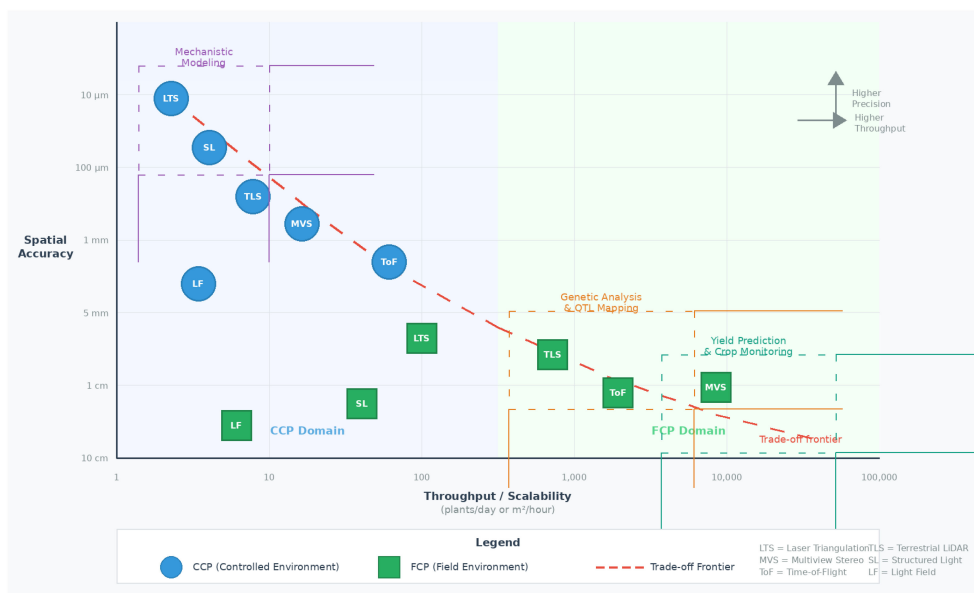 Mechanistic
Modeling
LTS
10 µm
Higher
Precision
Higher
Throughput
SL
100 µm
TLS
MVS
Spatial
Accuracy
1 mm
ToF
LF
Genetic Analysis
& QTL Mapping
5 mm
LTS
Yield Prediction
& Crop Monitoring
TLS
1 cm
ToF
MVS
SL
LF
CCP Domain
FCP Domain
Trade-off frontier
10 cm
1
10
100
1,000
10,000
100,000
Throughput / Scalability
(plants/day or m²/hour)
Legend
CCP (Controlled Environment)
FCP (Field Environment)
Trade-off Frontier
LTS = Laser Triangulation
TLS = Terrestrial LiDAR
MVS = Multiview Stereo
SL = Structured Light
ToF = Time-of-Flight
LF = Light Field